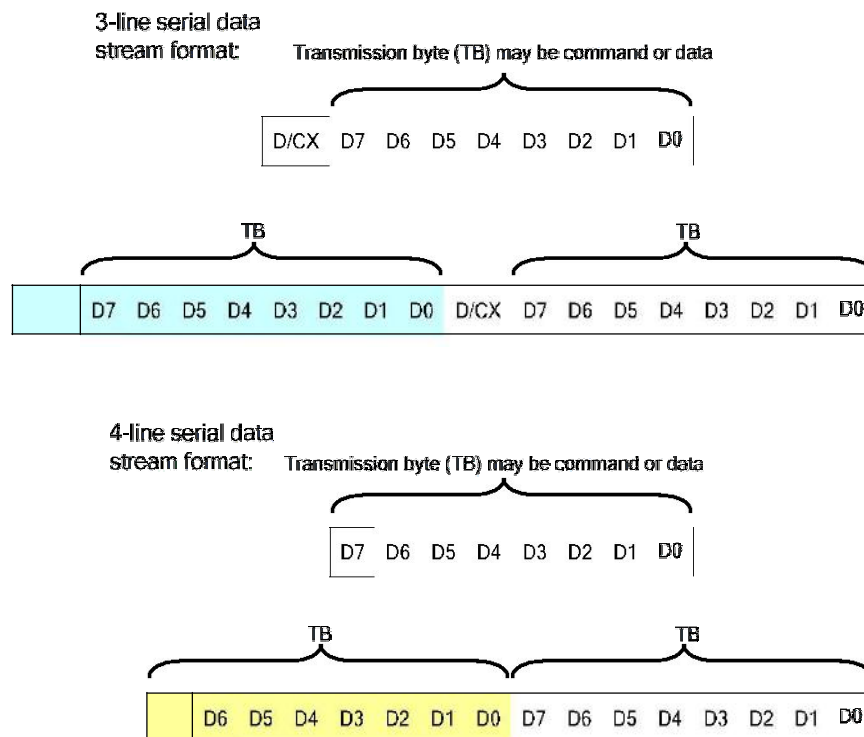 3-line serial data
stream format:
Transmission byte (TB) may be command or data
D/CX D7 D6 D5 D4 D3 D2 D1 D0
TB TB
D7 D6 D5 D4 D3 D2 D1 D0 D/CX D7 D6 D5 D4 D3 D2 D1 D0
4-line serial data
stream format:
Transmission byte (TB) may be command or data
D7 D6 D5 D4 D3 D2 D1 D0
TB TB
D6 D5 D4 D3 D2 D1 D0 D7 D6 D5 D4 D3 D2 D1 D0